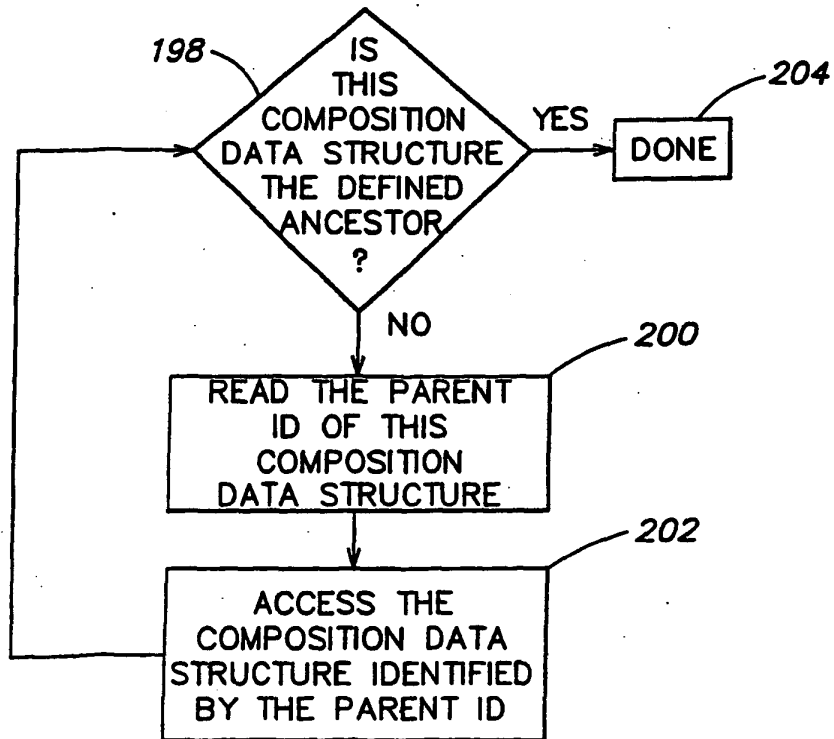 198
IS
THIS
COMPOSITION
DATA STRUCTURE
THE DEFINED
ANCESTOR
?
YES
204
DONE
NO
200
READ THE PARENT
ID OF THIS
COMPOSITION
DATA STRUCTURE
202
ACCESS THE
COMPOSITION DATA
STRUCTURE IDENTIFIED
BY THE PARENT ID